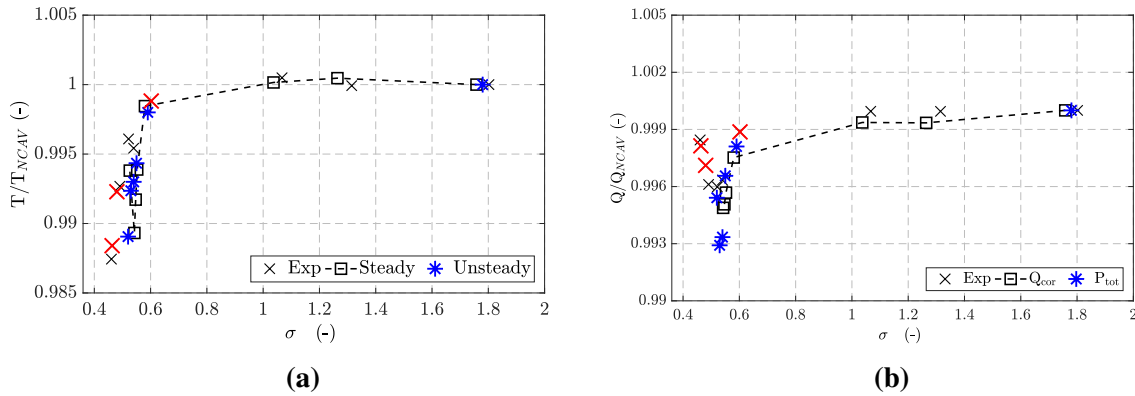 1.005
1
0.995
0.99
0.985
T/T_NCAV (-)
0.4 0.6 0.8 1 1.2 1.4 1.6 1.8 2
σ (-)
Exp Steady Unsteady
(a)
1.005
1.002
0.999
0.996
0.993
0.99
Q/Q_NCAV (-)
0.4 0.6 0.8 1 1.2 1.4 1.6 1.8 2
σ (-)
Exp Q_cor P_tot
(b)